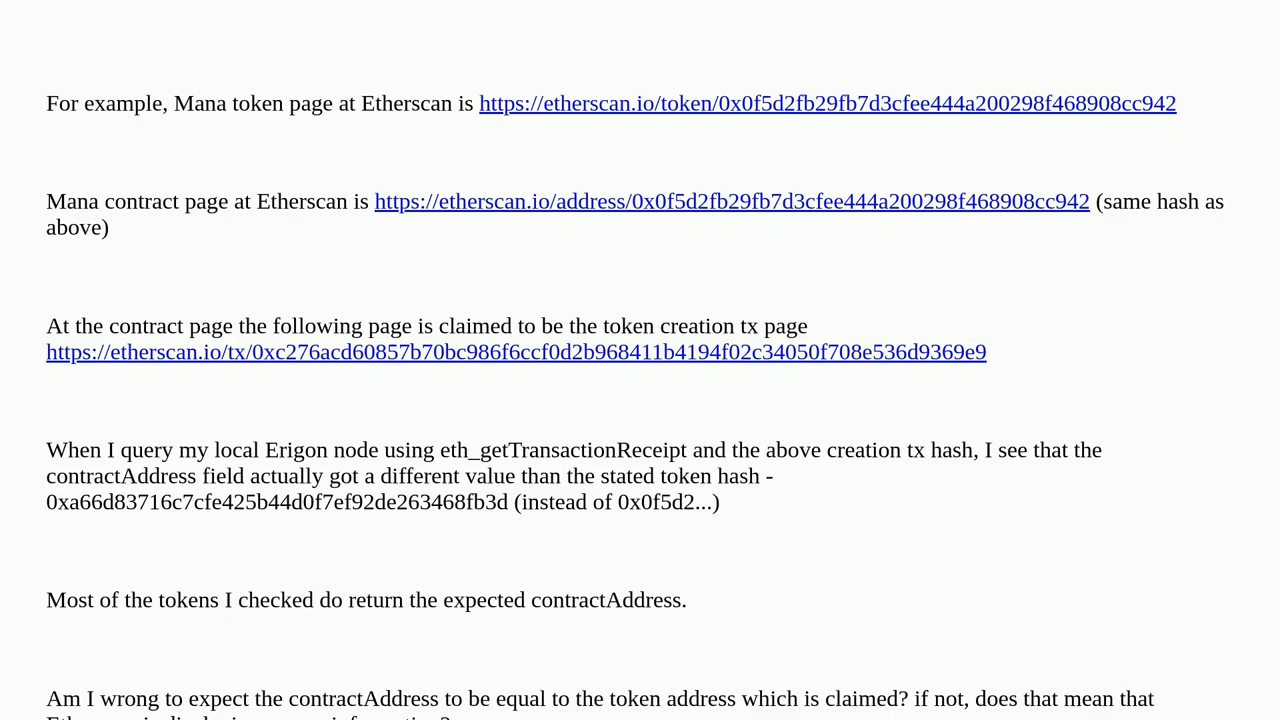 For example, Mana token page at Etherscan is https://etherscan.io/token/0x0f5d2fb29fb7d3cfee444a200298f468908cc942
Mana contract page at Etherscan is https://etherscan.io/address/0x0f5d2fb29fb7d3cfee444a200298f468908cc942 (same hash as
above)
At the contract page the following page is claimed to be the token creation tx page
https://etherscan.io/tx/0xc276acd60857b70bc986f6ccf0d2b968411b4194f02c34050f708e536d9369e9
When I query my local Erigon node using eth_getTransactionReceipt and the above creation tx hash, I see that the
contractAddress field actually got a different value than the stated token hash -
0xa66d83716c7cfe425b44d0f7ef92de263468fb3d (instead of 0x0f5d2...)
Most of the tokens I checked do return the expected contractAddress.
Am I wrong to expect the contractAddress to be equal to the token address which is claimed? if not, does that mean that